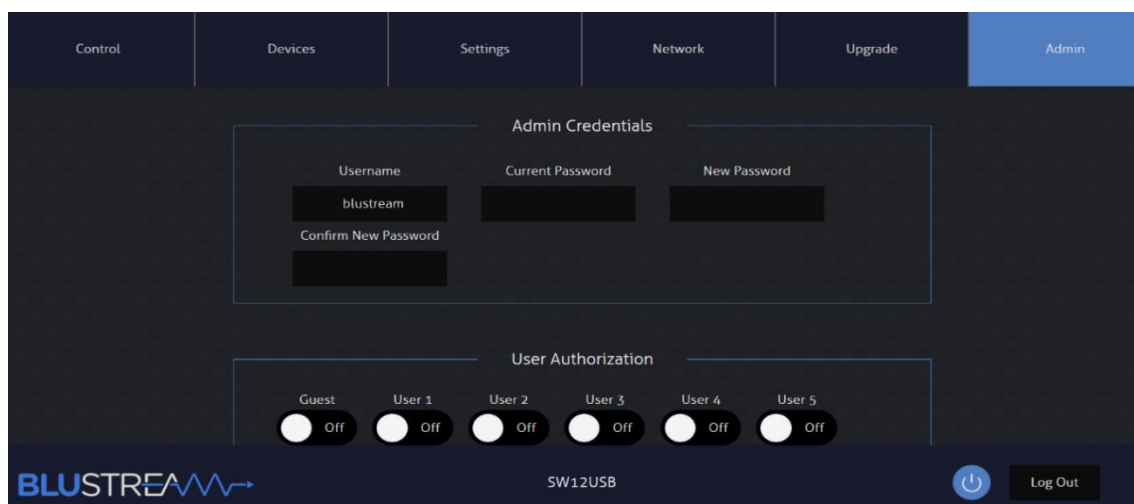 Control Devices Settings Network Upgrade Admin
Admin Credentials
Username Current Password New Password
blustream
Confirm New Password
User Authorization
Guest User 1 User 2 User 3 User 4 User 5
Off Off Off Off Off Off
BLUSTREAM SW12USB Log Out